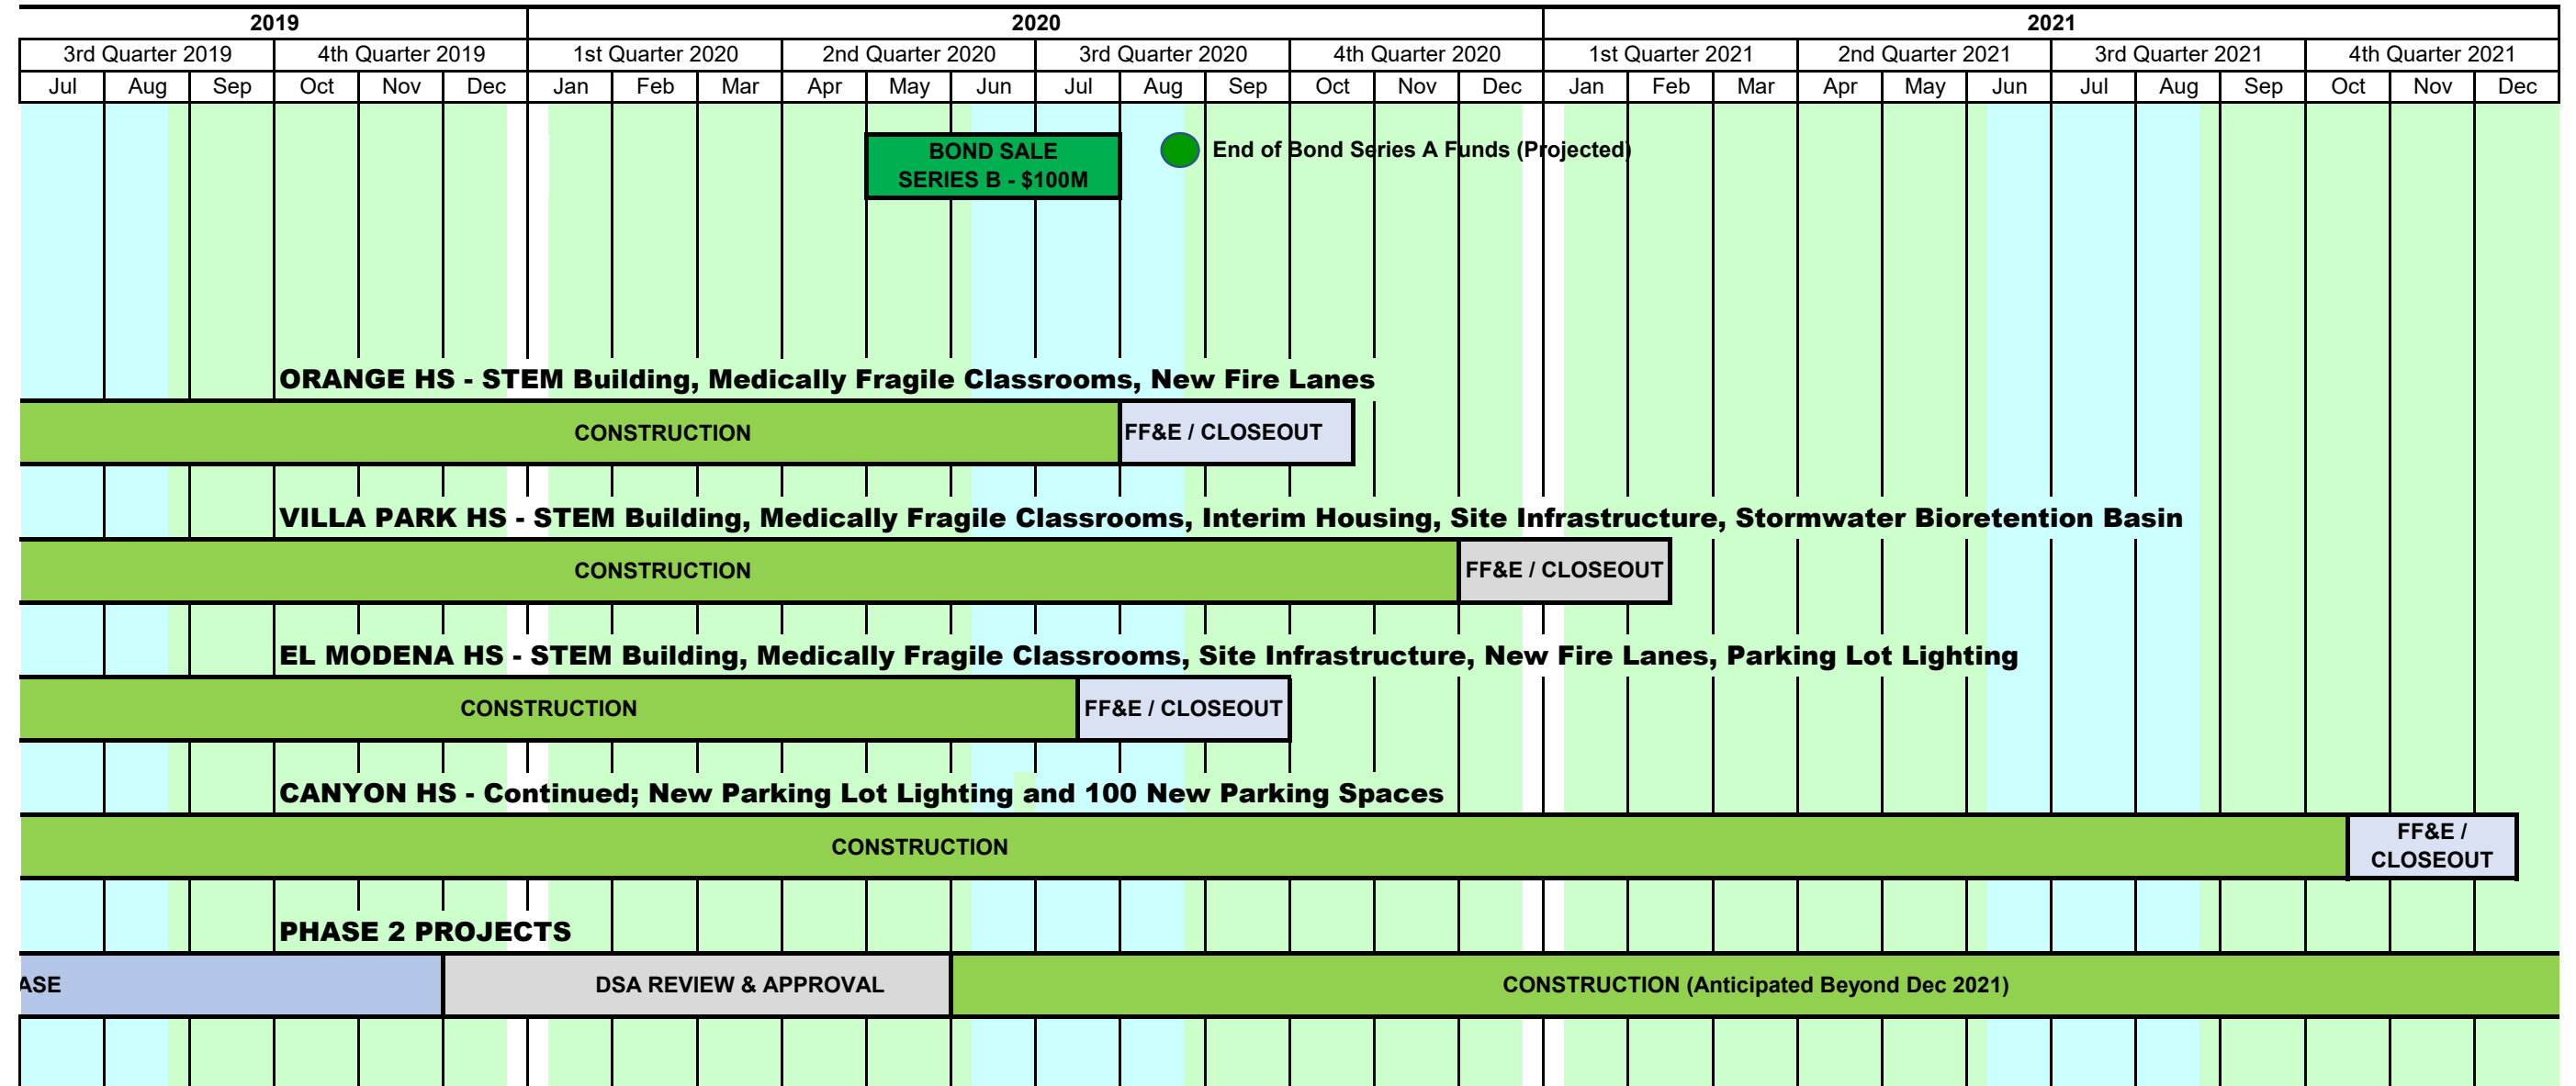 2019 2020 2021
3rd Quarter 2019 4th Quarter 2019 1st Quarter 2020 2nd Quarter 2020 3rd Quarter 2020 4th Quarter 2020 1st Quarter 2021 2nd Quarter 2021 3rd Quarter 2021 4th Quarter 2021
Jul Aug Sep Oct Nov Dec Jan Feb Mar Apr May Jun Jul Aug Sep Oct Nov Dec Jan Feb Mar Apr May Jun Jul Aug Sep Oct Nov Dec
BOND SALE
SERIES B - $100M
End of Bond Series A Funds (Projected)
ORANGE HS - STEM Building, Medically Fragile Classrooms, New Fire Lanes
CONSTRUCTION FF&E / CLOSEOUT
VILLA PARK HS - STEM Building, Medically Fragile Classrooms, Interim Housing, Site Infrastructure, Stormwater Bioretention Basin
CONSTRUCTION FF&E / CLOSEOUT
EL MODENA HS - STEM Building, Medically Fragile Classrooms, Site Infrastructure, New Fire Lanes, Parking Lot Lighting
CONSTRUCTION FF&E / CLOSEOUT
CANYON HS - Continued; New Parking Lot Lighting and 100 New Parking Spaces
CONSTRUCTION
FF&E /
CLOSEOUT
PHASE 2 PROJECTS
ASE DSA REVIEW & APPROVAL CONSTRUCTION (Anticipated Beyond Dec 2021)